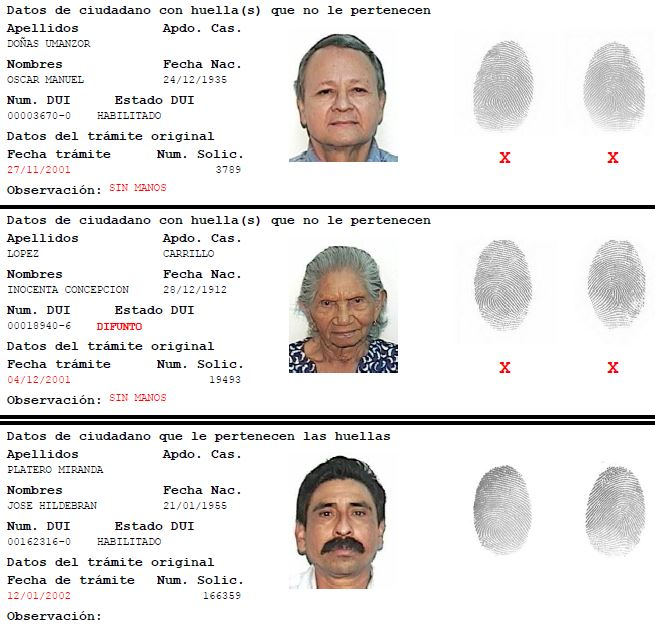 Datos de ciudadano con huella(s) que no le pertenecen
Apellidos Apdo. Cas.
DOÑAS UMANZOR
Nombres Fecha Nac.
OSCAR MANUEL 24/12/1935
Num. DUI Estado DUI
00003670-0 HABILITADO
Datos del trámite original
Fecha trámite Num. Solic.
27/11/2001 3789
Observación: SIN MANOS
X X
Datos de ciudadano con huella(s) que no le pertenecen
Apellidos Apdo. Cas.
LOPEZ CARRILLO
Nombres Fecha Nac.
INOCENTA CONCEPCION 28/12/1912
Num. DUI Estado DUI
00018940-6 DIFUNTO
Datos del trámite original
Fecha trámite Num. Solic.
04/12/2001 19493
Observación: SIN MANOS
X X
Datos de ciudadano que le pertenecen las huellas
Apellidos Apdo. Cas.
PLATERO MIRANDA
Nombres Fecha Nac.
JOSE HILDEBRAN 21/01/1955
Num. DUI Estado DUI
00162316-0 HABILITADO
Datos del trámite original
Fecha de trámite Num. Solic.
12/01/2002 166359
Observación: